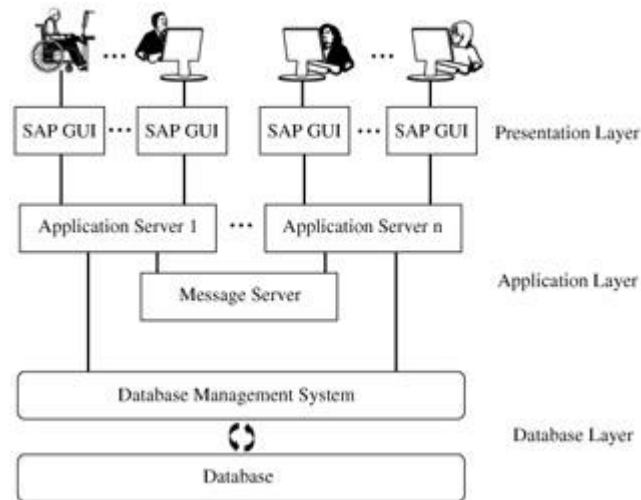 SAP GUI ... SAP GUI SAP GUI ... SAP GUI Presentation Layer
Application Server 1 ... Application Server n
Message Server Application Layer
Database Management System
Database Layer
Database